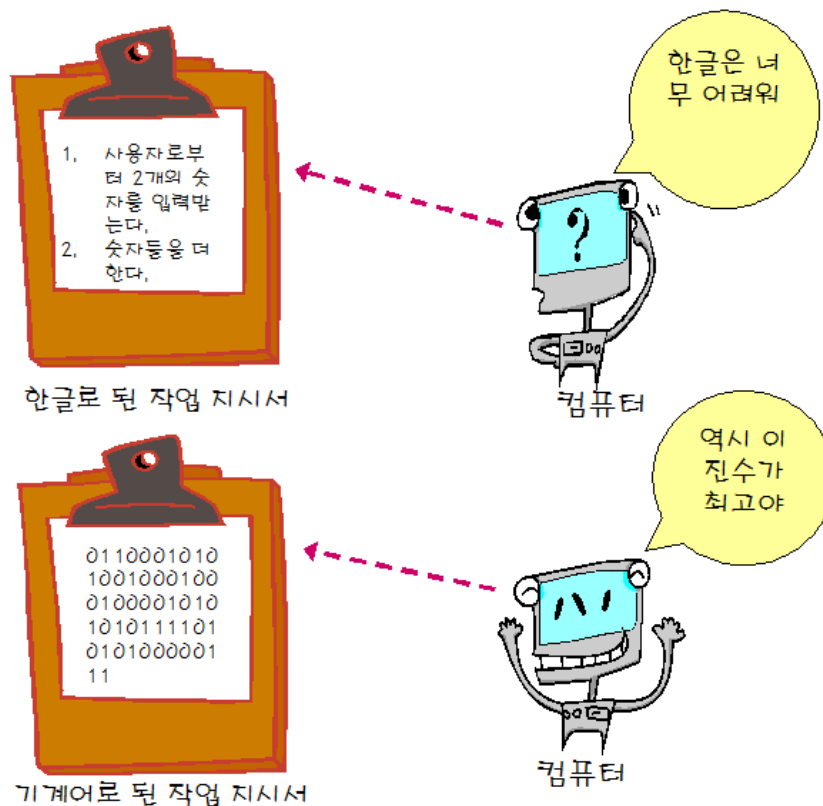 한글은 너
무 어려워
1. 사용자로부
터 2개의 숫
자를 입력받
는다.
2. 숫자들을 더
한다.
?
한글로 된 작업 지시서
컴퓨터
역시 이
진수가
최고야
0110001010
1001000100
0100001010
1010111101
0101000001
11
기계어로 된 작업 지시서
컴퓨터